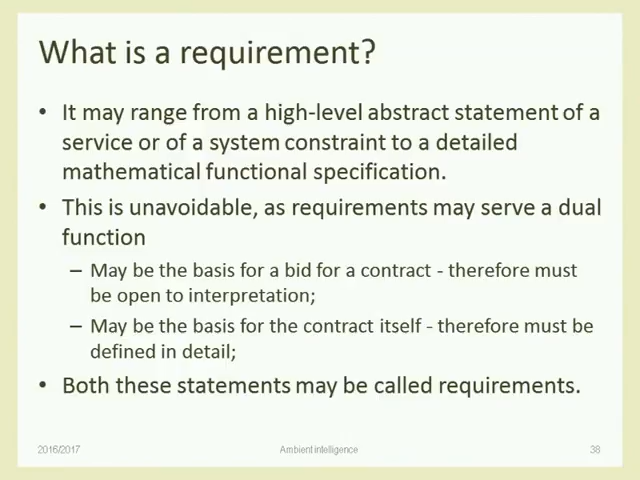 What is a requirement?
• It may range from a high-level abstract statement of a
service or of a system constraint to a detailed
mathematical functional specification.
• This is unavoidable, as requirements may serve a dual
function
– May be the basis for a bid for a contract - therefore must
be open to interpretation;
– May be the basis for the contract itself - therefore must be
defined in detail;
• Both these statements may be called requirements.
2016/2017 Ambient intelligence 38